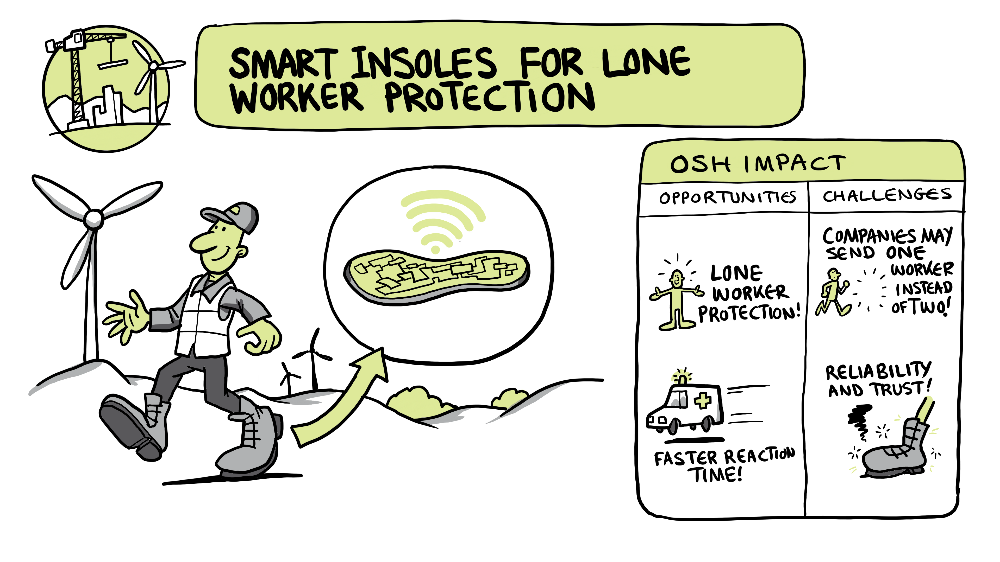 SMART INSOLES FOR LONE
WORKER PROTECTION
OSH IMPACT
OPPORTUNITIES
CHALLENGES
LONE
WORKER
PROTECTION!
FASTER REACTION
TIME!
COMPANIES MAY
SEND ONE
WORKER
INSTEAD
OF TWO!
RELIABILITY
AND TRUST!